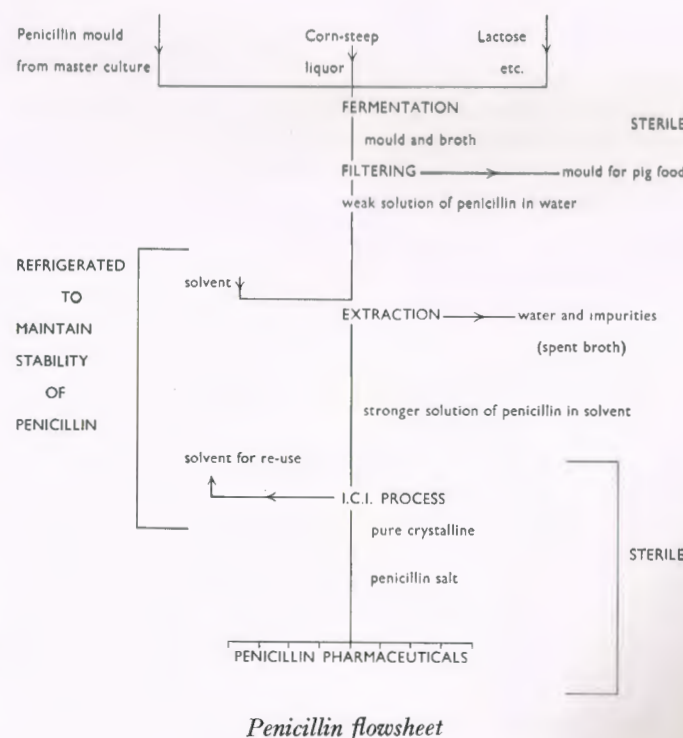 Penicillin mould
from master culture
Corn-steep
liquor
Lactose
etc.
FERMENTATION
mould and broth
STERILE
FILTERING
mould for pig food
weak solution of penicillin in water
REFRIGERATED
TO
MAINTAIN
STABILITY
OF
PENICILLIN
solvent
EXTRACTION
water and impurities
(spent broth)
stronger solution of penicillin in solvent
solvent for re-use
I.C.I. PROCESS
pure crystalline
penicillin salt
STERILE
PENICILLIN PHARMACEUTICALS
Penicillin flowsheet